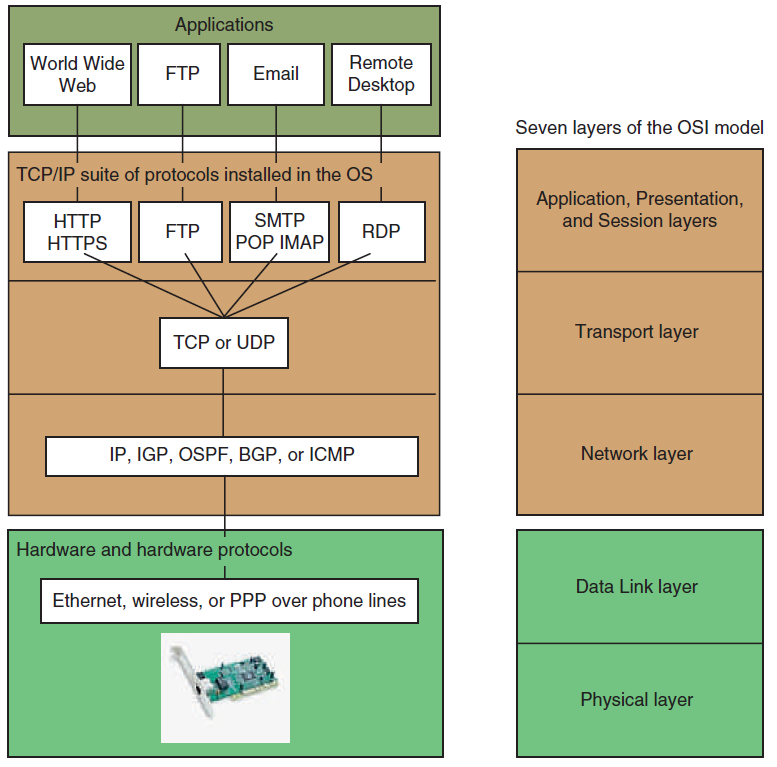 Applications
World Wide
Web
FTP
Email
Remote
Desktop
TCP/IP suite of protocols installed in the OS
HTTP
HTTPS
FTP
SMTP
POP IMAP
RDP
TCP or UDP
IP, IGP, OSPF, BGP, or ICMP
Hardware and hardware protocols
Ethernet, wireless, or PPP over phone lines
Seven layers of the OSI model
Application, Presentation,
and Session layers
Transport layer
Network layer
Data Link layer
Physical layer